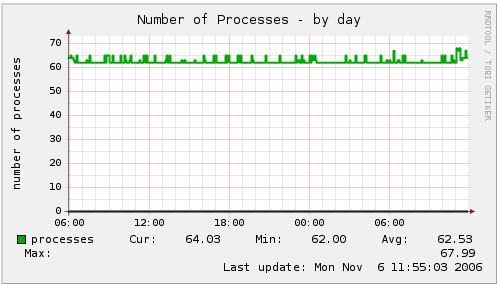 Number of Processes - by day
RRDTOOL / TOBI OETIKER
number of processes
70
60
50
40
30
20
10
0
06:00 12:00 18:00 00:00 06:00
processes Cur: 64.03 Min: 62.00 Avg: 62.53
Max: 67.99
Last update: Mon Nov 6 11:55:03 2006